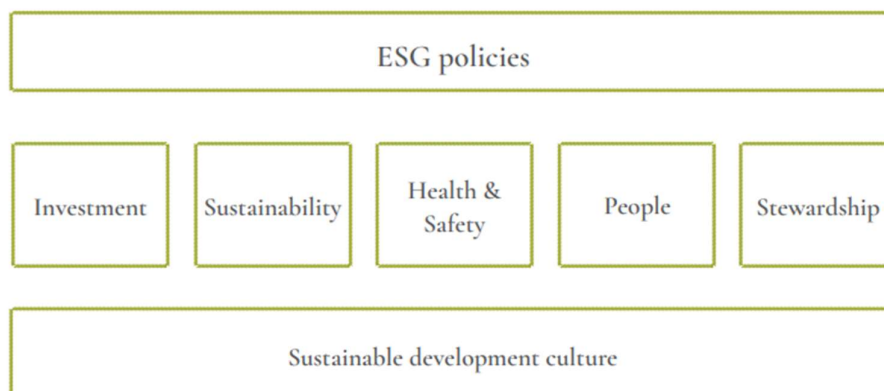 ESG policies
Investment
Sustainability
Health &
Safety
People
Stewardship
Sustainable development culture